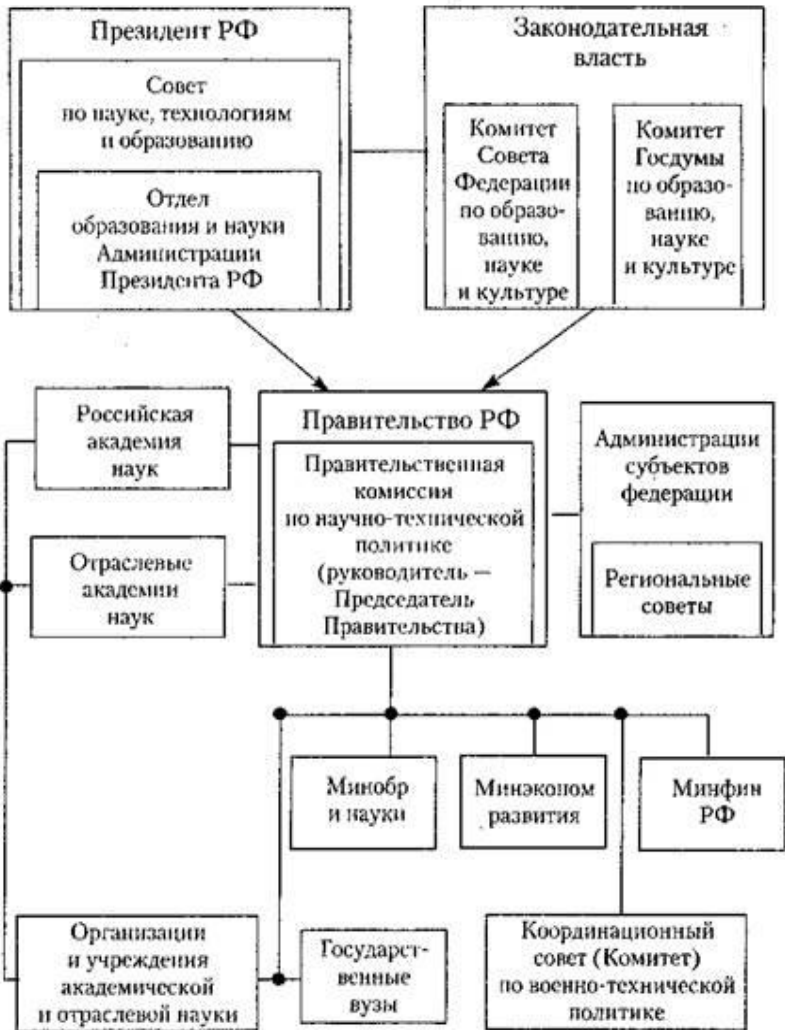 Президент РФ
Совет
по науке, технологиям
и образованию
Отдел
образования и науки
Администрации
Президента РФ
Законодательная
власть
Комитет
Совета
Федерации
по образо-
ванию,
науке
и культуре
Комитет
Госдумы
по образо-
ванию,
науке
и культуре
Российская
академия
наук
Отраслевые
академии
наук
Правительство РФ
Правительственная
комиссия
по научно-технической
политике
(руководитель —
Председатель
Правительства)
Администрации
субъектов
федерации
Региональные
советы
Минобр
и науки
Минэконом
развития
Минфин
РФ
Организации
и учреждения
академической
и отраслевой науки
Государст-
венные
вузы
Координационный
совет (Комитет)
по военно-технической
политике